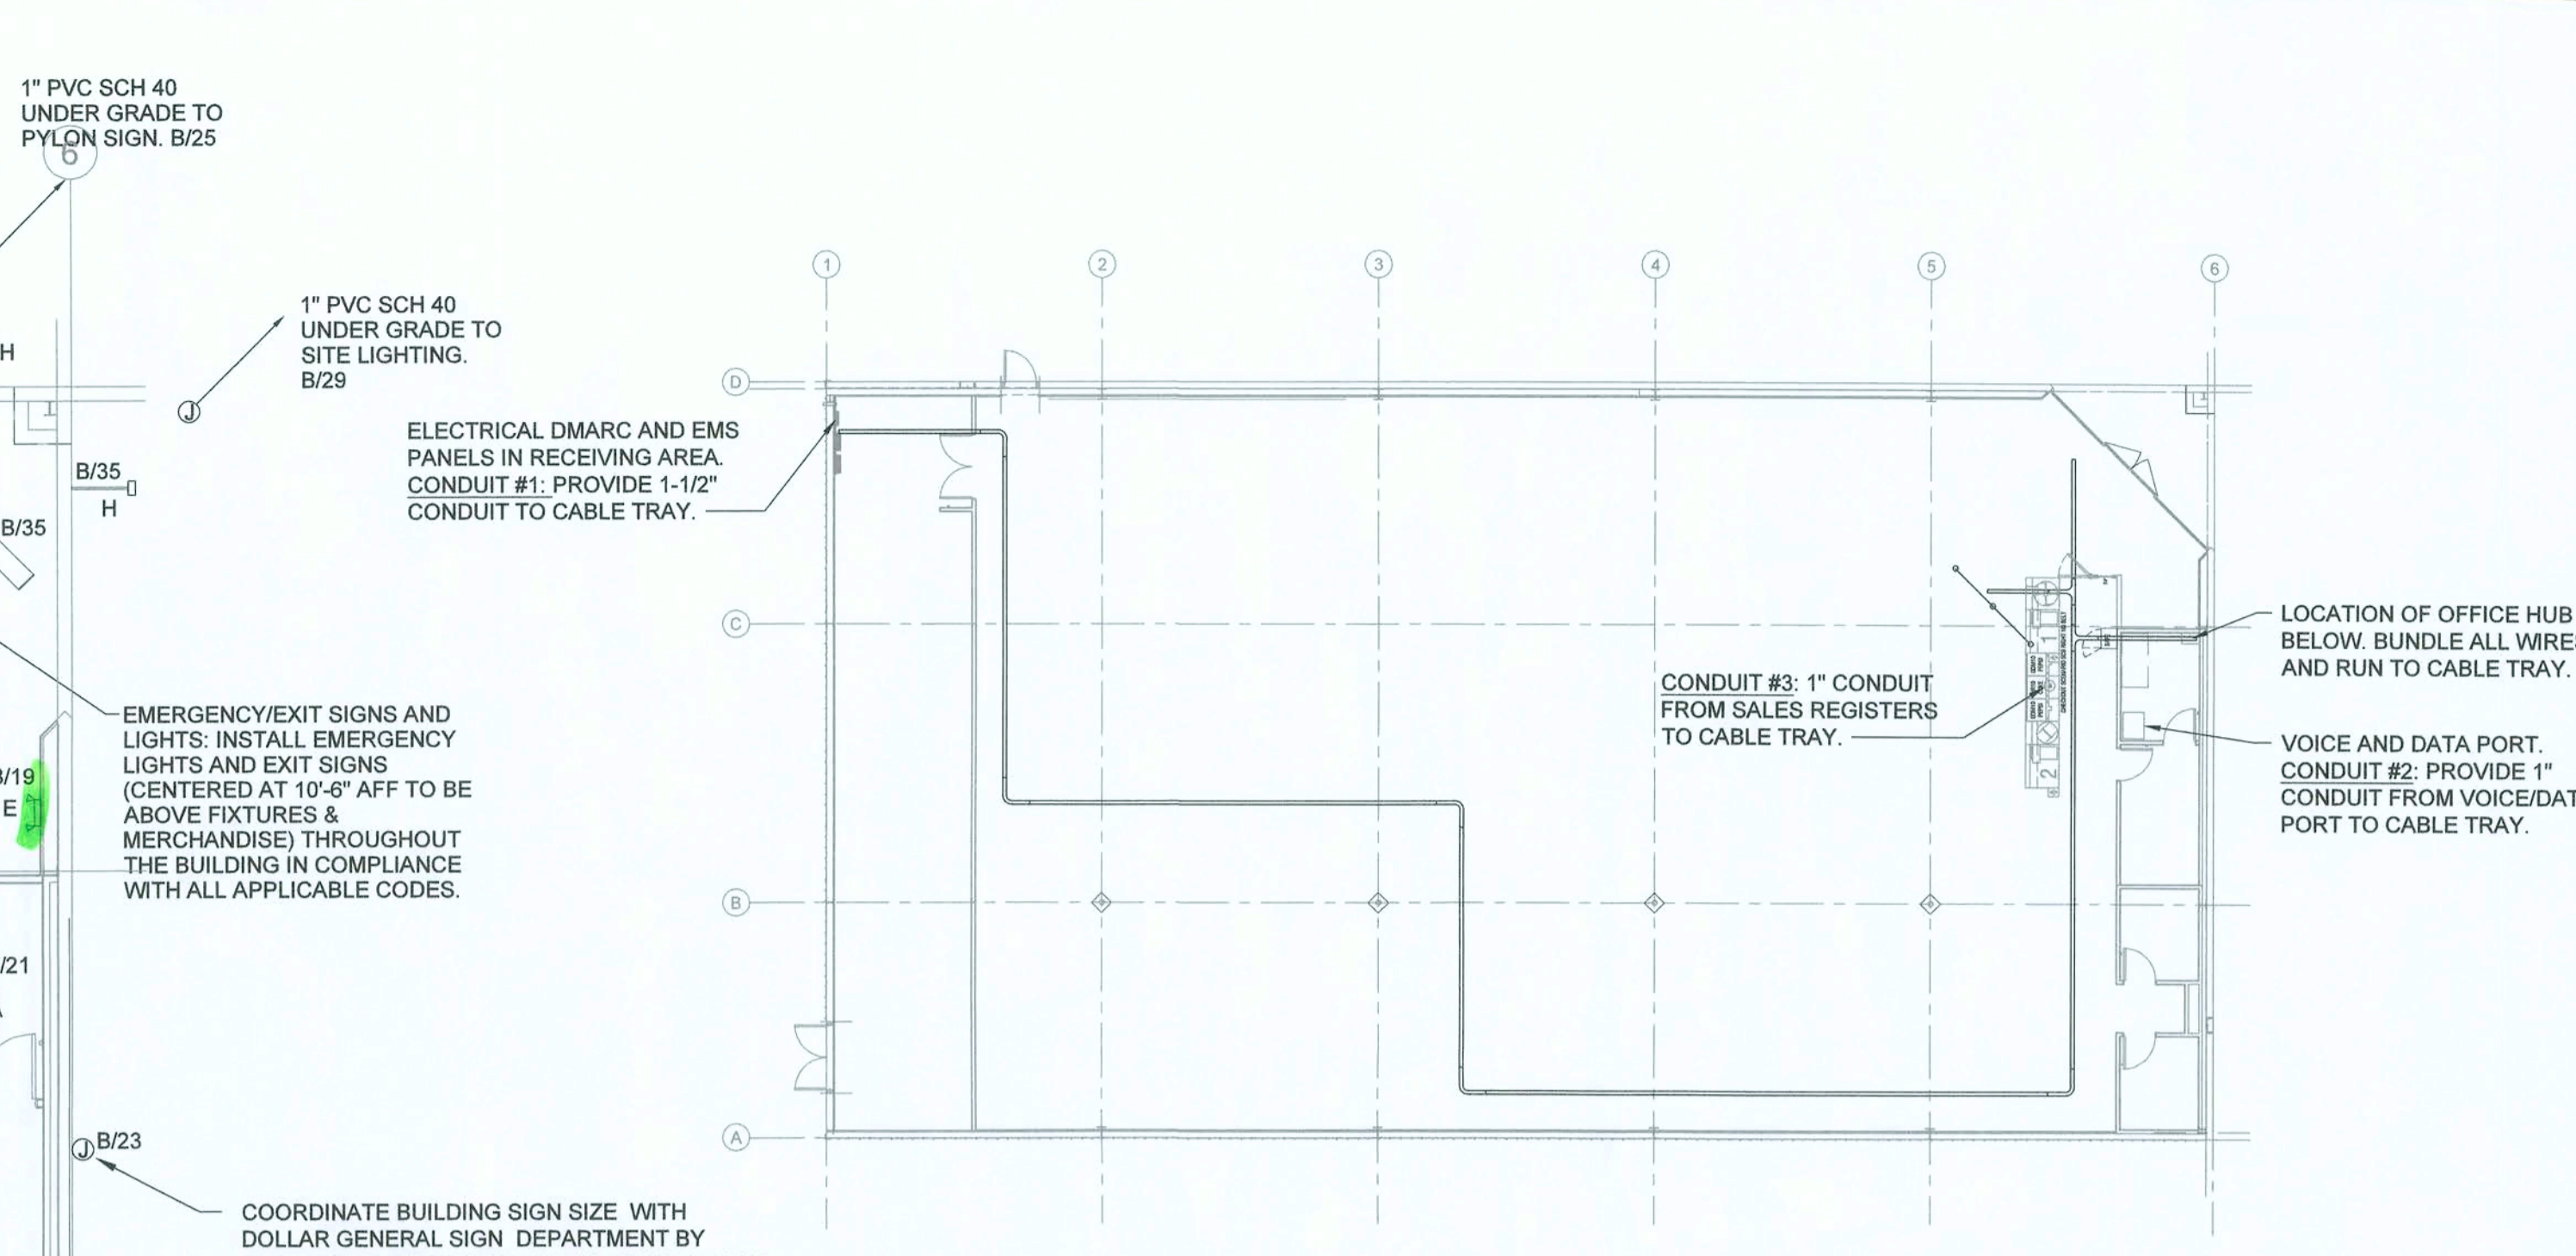 1" PVC SCH 40
UNDER GRADE TO
PYLON SIGN. B/25
6
1" PVC SCH 40
UNDER GRADE TO
SITE LIGHTING.
B/29
H
J
B/35
H
B/35
EMERGENCY/EXIT SIGNS AND
LIGHTS: INSTALL EMERGENCY
LIGHTS AND EXIT SIGNS
(CENTERED AT 10'-6" AFF TO BE
ABOVE FIXTURES &
MERCHANDISE) THROUGHOUT
THE BUILDING IN COMPLIANCE
WITH ALL APPLICABLE CODES.
/19
E
/21
J B/23
COORDINATE BUILDING SIGN SIZE WITH
DOLLAR GENERAL SIGN DEPARTMENT BY
1 2 3 4 5 6
D
C
B
A
ELECTRICAL DMARC AND EMS
PANELS IN RECEIVING AREA.
CONDUIT #1: PROVIDE 1-1/2"
CONDUIT TO CABLE TRAY.
CONDUIT #3: 1" CONDUIT
FROM SALES REGISTERS
TO CABLE TRAY.
1
2
LOCATION OF OFFICE HUB
BELOW. BUNDLE ALL WIRE
AND RUN TO CABLE TRAY.
VOICE AND DATA PORT.
CONDUIT #2: PROVIDE 1"
CONDUIT FROM VOICE/DAT
PORT TO CABLE TRAY.